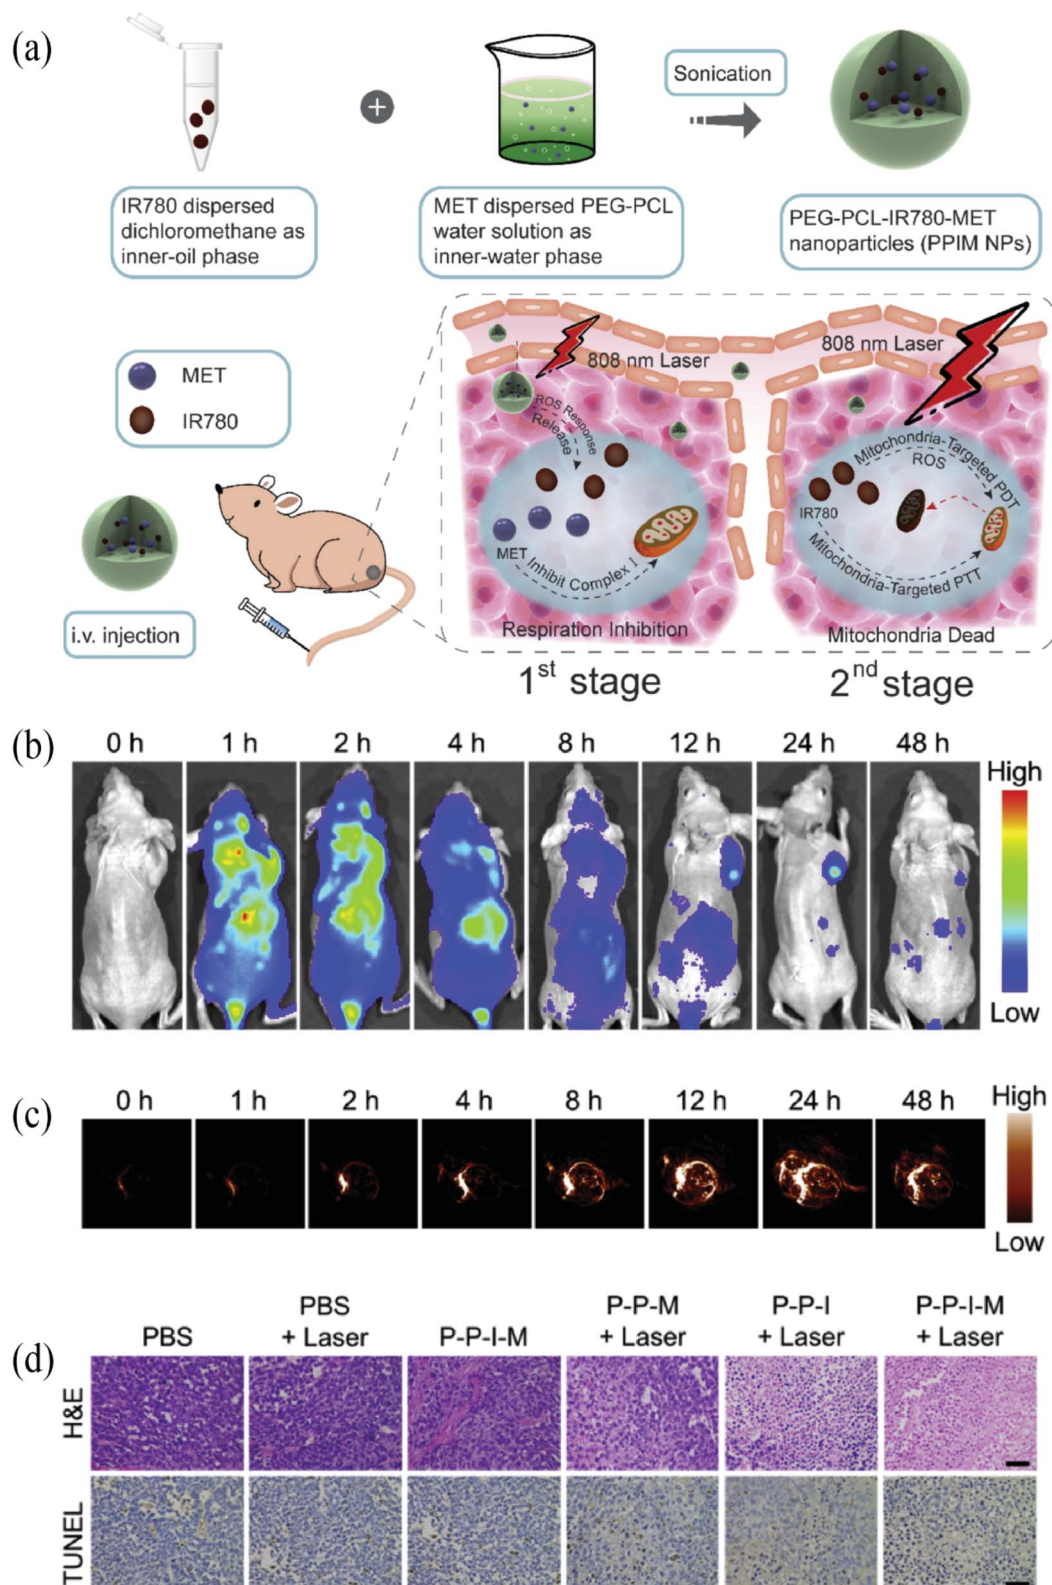 (a)
Sonication
+
IR780 dispersed
dichloromethane as
inner-oil phase
MET dispersed PEG-PCL
water solution as
inner-water phase
PEG-PCL-IR780-MET
nanoparticles (PPIM NPs)
MET
IR780
i.v. injection
808 nm Laser
ROS Response
Release
MET
Inhibit Complex I
Respiration Inhibition
1st stage
808 nm Laser
Mitochondria-Targeted PDT
ROS
IR780
Mitochondria-Targeted PTT
Mitochondria Dead
2nd stage
(b)
0 h 1 h 2 h 4 h 8 h 12 h 24 h 48 h
High
Low
(c)
0 h 1 h 2 h 4 h 8 h 12 h 24 h 48 h
High
Low
(d)
PBS
PBS
+ Laser
P-P-I-M
P-P-M
+ Laser
P-P-I
+ Laser
P-P-I-M
+ Laser
H&E
TUNEL